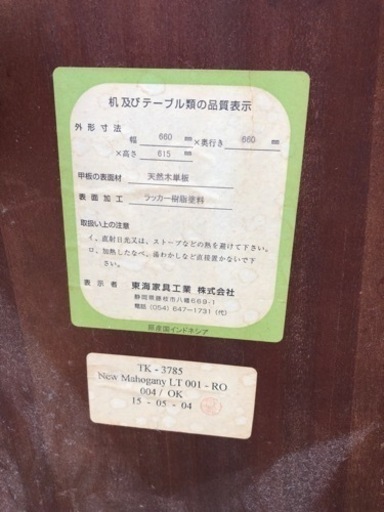 机及びテーブル類の品質表示
外形寸法
幅 660 mm×奥行き 660 mm
×高さ 615 mm
甲板の表面材 天然木単板
表面加工 ラッカー樹脂塗料
取扱い上の注意
イ、直射日光又は、ストーブなどの熱を避けて下さい。
ロ、加熱したなべ、湯わかしなど直接置かないで下さい。
表示者 東海家具工業 株式会社
静岡県藤枝市八幡669-1
電話(054)647-1731(代)
原産国インドネシア
TK - 3785
New Mahogany LT 001 - RO
004 / OK
15 - 05 - 04